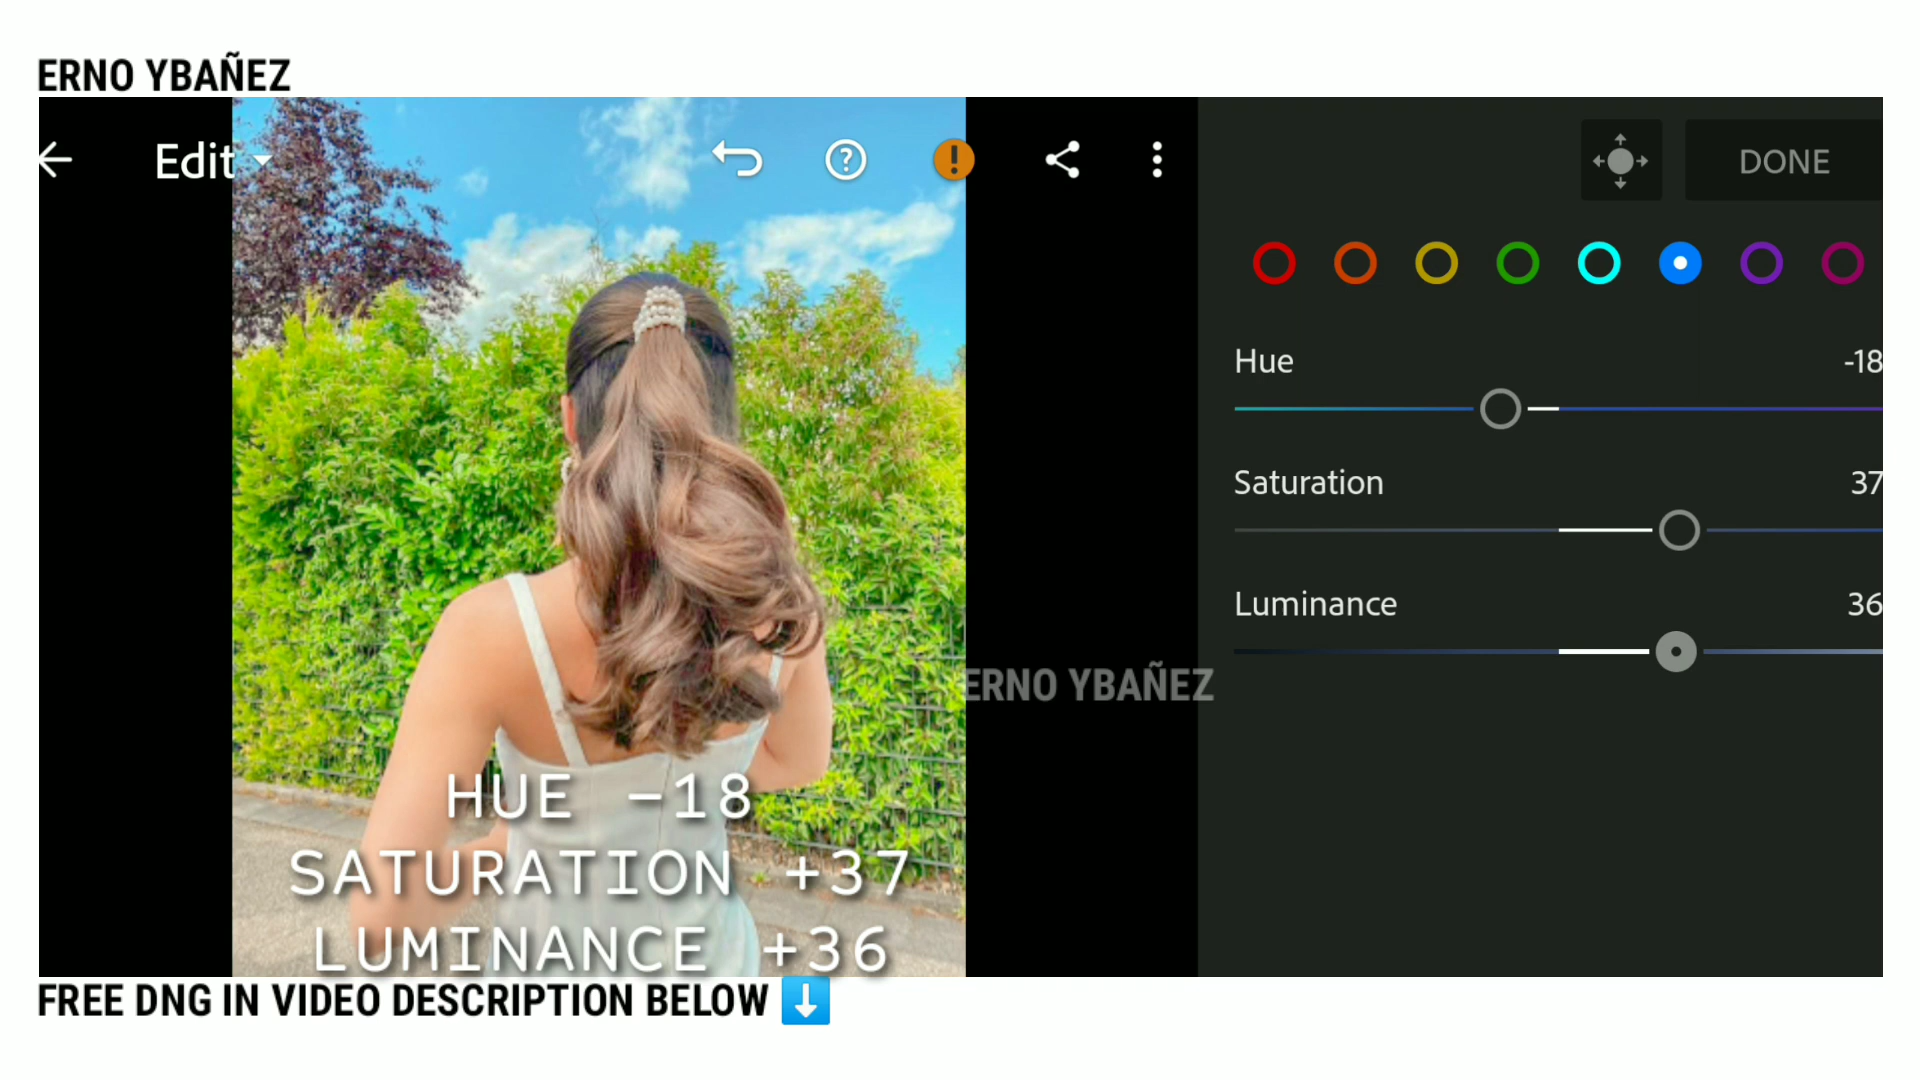 ERNO YBAÑEZ
Edit
DONE
Hue -18
Saturation 37
Luminance 36
ERNO YBAÑEZ
HUE -18
SATURATION +37
LUMINANCE +36
FREE DNG IN VIDEO DESCRIPTION BELOW